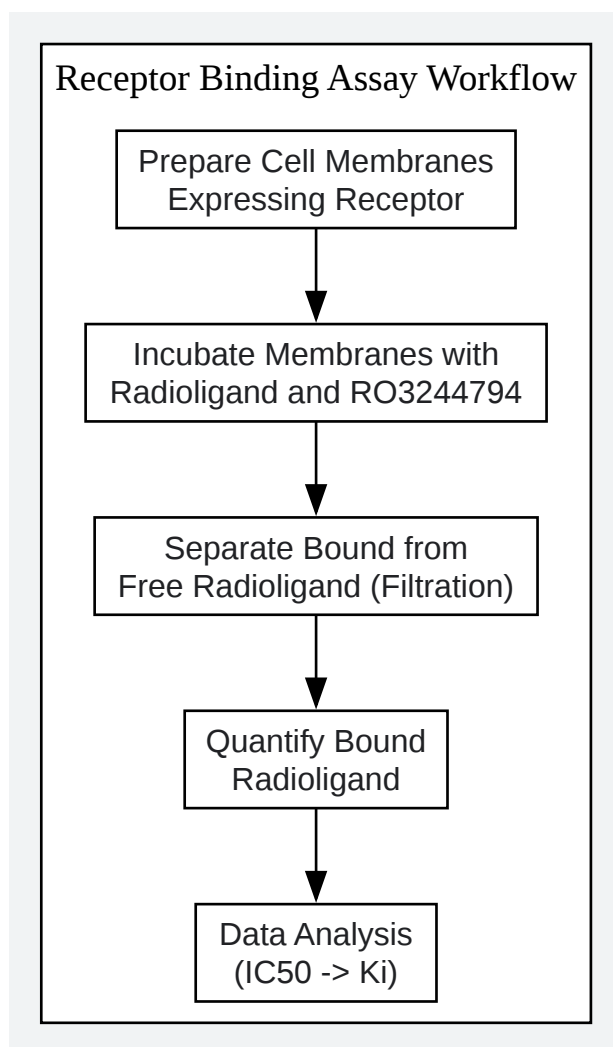 Receptor Binding Assay Workflow
Prepare Cell Membranes
Expressing Receptor
Incubate Membranes with
Radioligand and RO3244794
Separate Bound from
Free Radioligand (Filtration)
Quantify Bound
Radioligand
Data Analysis
(IC50 -> Ki)